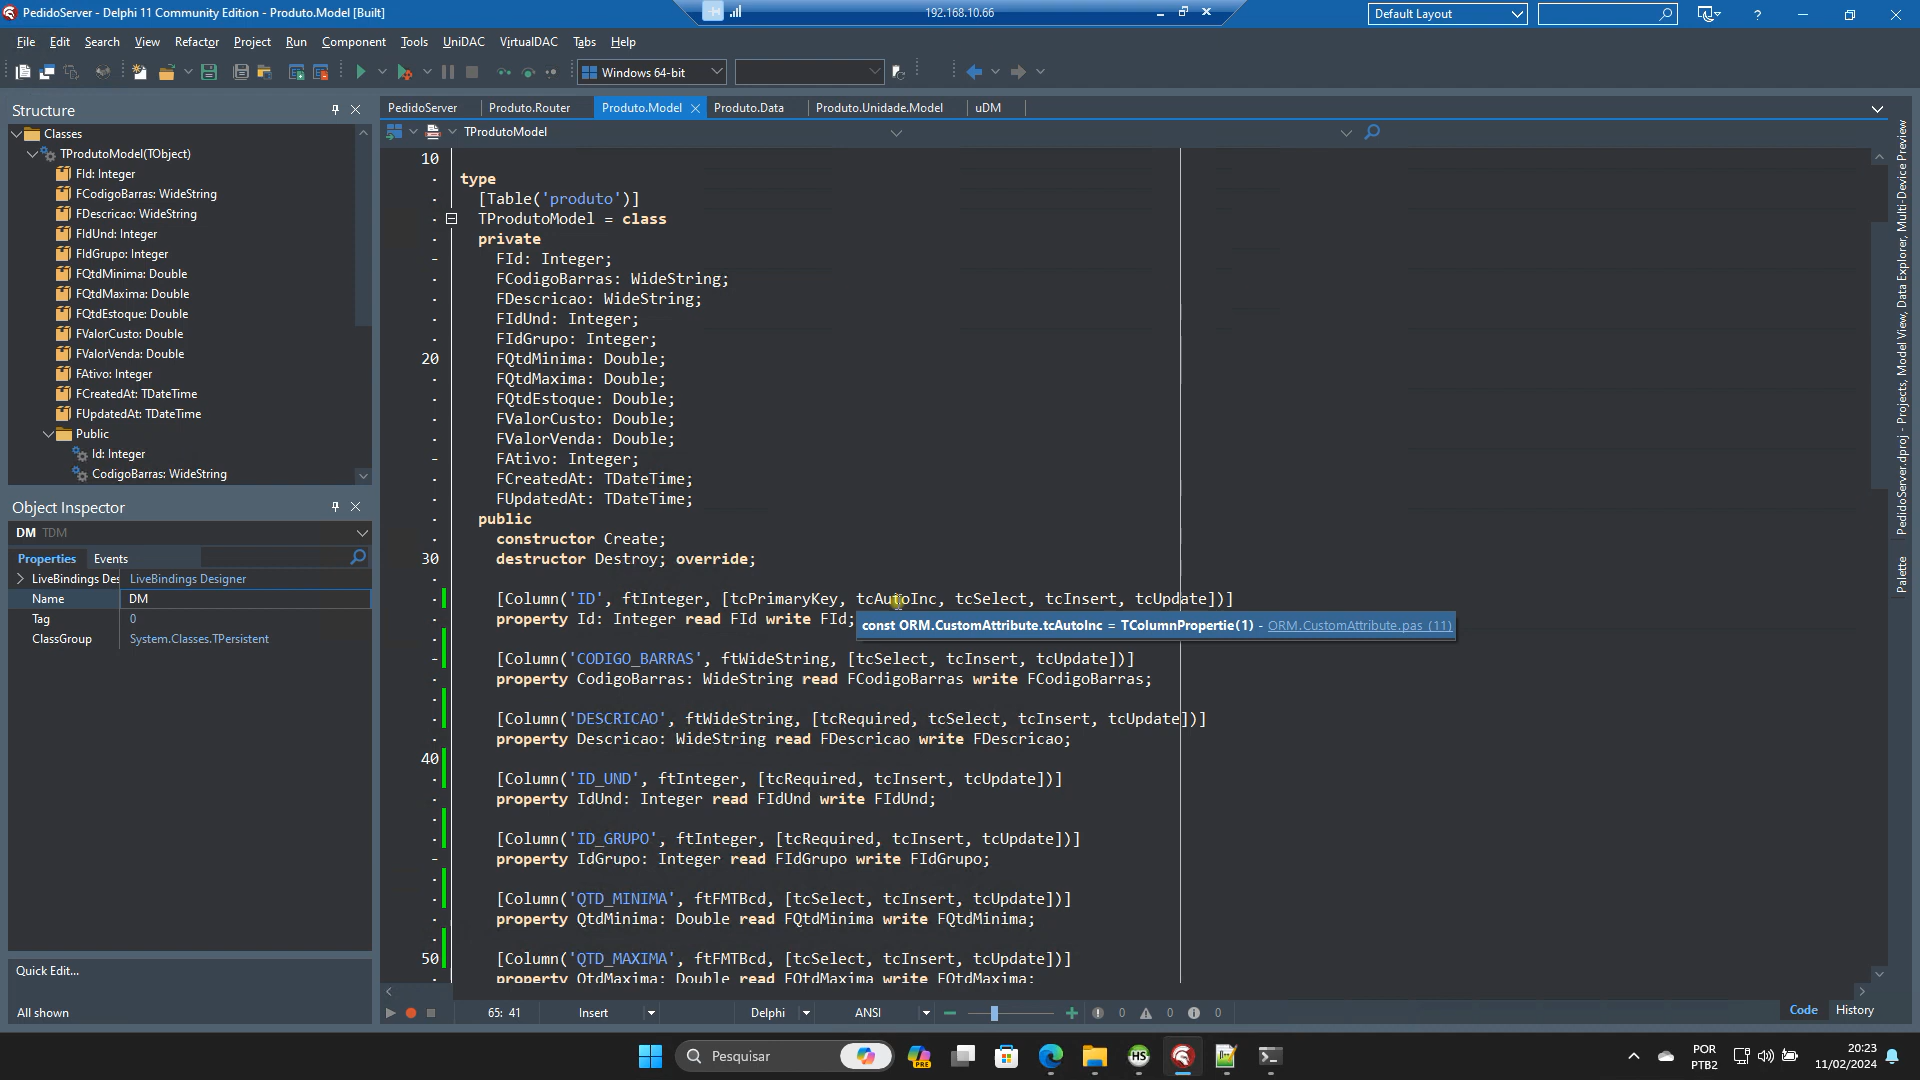 PedidoServer - Delphi 11 Community Edition - Produto.Model [Built]
192.168.10.66
Default Layout
File Edit Search View Refactor Project Run Component Tools UniDAC VirtualDAC Tabs Help
Windows 64-bit
Structure
Classes
TProdutoModel(TObject)
FId: Integer
FCodigoBarras: WideString
FDescricao: WideString
FIdUnd: Integer
FIdGrupo: Integer
FQtdMinima: Double
FQtdMaxima: Double
FQtdEstoque: Double
FValorCusto: Double
FValorVenda: Double
FAtivo: Integer
FCreatedAt: TDateTime
FUpdatedAt: TDateTime
Public
Id: Integer
CodigoBarras: WideString
Object Inspector
DM TDM
Properties Events
LiveBindings Des LiveBindings Designer
Name DM
Tag 0
ClassGroup System.Classes.TPersistent
Quick Edit...
All shown
PedidoServer Produto.Router Produto.Model Produto.Data Produto.Unidade.Model uDM
TProdutoModel
10
type
[Table('produto')]
TProdutoModel = class
private
FId: Integer;
FCodigoBarras: WideString;
FDescricao: WideString;
FIdUnd: Integer;
FIdGrupo: Integer;
20 FQtdMinima: Double;
FQtdMaxima: Double;
FQtdEstoque: Double;
FValorCusto: Double;
FValorVenda: Double;
FAtivo: Integer;
FCreatedAt: TDateTime;
FUpdatedAt: TDateTime;
public
constructor Create;
30 destructor Destroy; override;
[Column('ID', ftInteger, [tcPrimaryKey, tcAutoInc, tcSelect, tcInsert, tcUpdate])]
property Id: Integer read FId write FId;
const ORM.CustomAttribute.tcAutoInc = TColumnPropertie(1) - ORM.CustomAttribute.pas (11)
[Column('CODIGO_BARRAS', ftWideString, [tcSelect, tcInsert, tcUpdate])]
property CodigoBarras: WideString read FCodigoBarras write FCodigoBarras;
[Column('DESCRICAO', ftWideString, [tcRequired, tcSelect, tcInsert, tcUpdate])]
property Descricao: WideString read FDescricao write FDescricao;
40
[Column('ID_UND', ftInteger, [tcRequired, tcInsert, tcUpdate])]
property IdUnd: Integer read FIdUnd write FIdUnd;
[Column('ID_GRUPO', ftInteger, [tcRequired, tcInsert, tcUpdate])]
property IdGrupo: Integer read FIdGrupo write FIdGrupo;
[Column('QTD_MINIMA', ftFMTBcd, [tcSelect, tcInsert, tcUpdate])]
property QtdMinima: Double read FQtdMinima write FQtdMinima;
50 [Column('QTD_MAXIMA', ftFMTBcd, [tcSelect, tcInsert, tcUpdate])]
property QtdMaxima: Double read FQtdMaxima write FQtdMaxima;
65: 41 Insert Delphi ANSI 0 0 0
Code History
PedidoServer.dproj - Projects, Model View, Data Explorer, Multi-Device Preview
Palette
Pesquisar
PRE
HS
POR
PTB2
20:23
11/02/2024